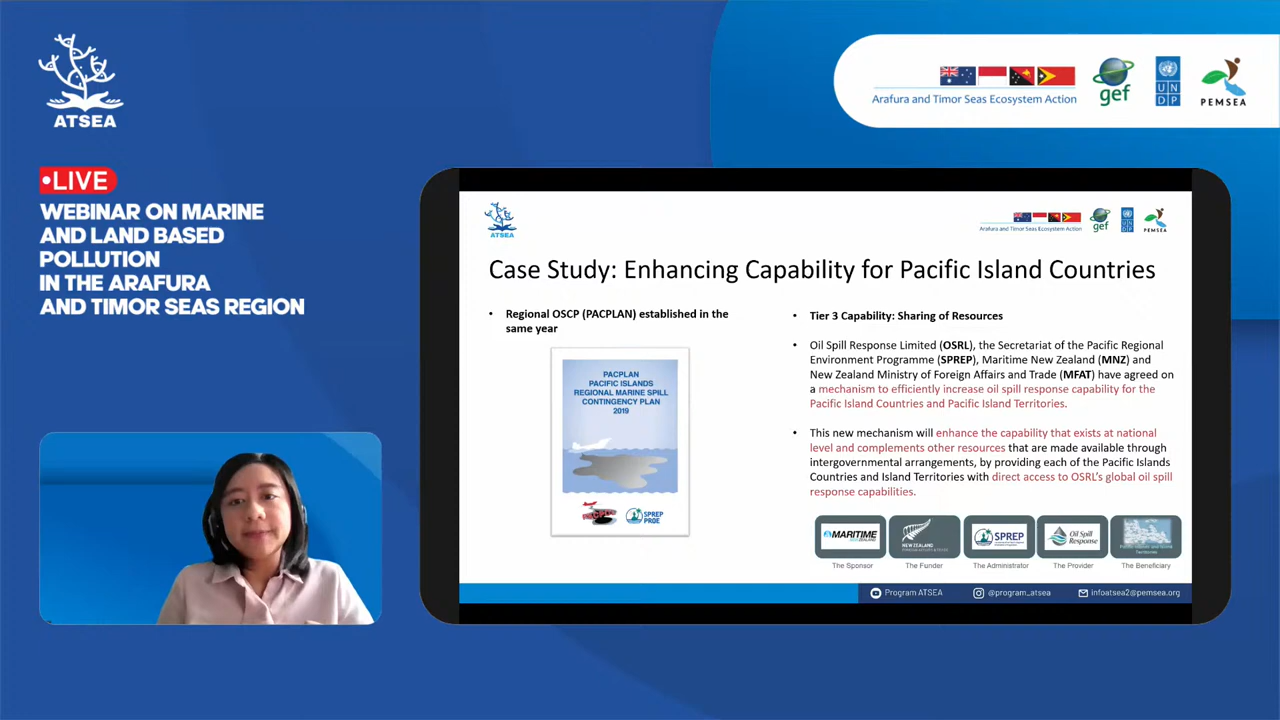 ATSEA
Arafura and Timor Seas Ecosystem Action
gef
UN
DP
PEMSEA
•LIVE
WEBINAR ON MARINE
AND LAND BASED
POLLUTION
IN THE ARAFURA
AND TIMOR SEAS REGION
ATSEA
Arafura and Timor Seas Ecosystem Action
gef
PEMSEA
Case Study: Enhancing Capability for Pacific Island Countries
• Regional OSCP (PACPLAN) established in the
same year
PACPLAN
PACIFIC ISLANDS
REGIONAL MARINE SPILL
CONTINGENCY PLAN
2019
SPREP
PROE
• Tier 3 Capability: Sharing of Resources
• Oil Spill Response Limited (OSRL), the Secretariat of the Pacific Regional
Environment Programme (SPREP), Maritime New Zealand (MNZ) and
New Zealand Ministry of Foreign Affairs and Trade (MFAT) have agreed on
a mechanism to efficiently increase oil spill response capability for the
Pacific Island Countries and Pacific Island Territories.
• This new mechanism will enhance the capability that exists at national
level and complements other resources that are made available through
intergovernmental arrangements, by providing each of the Pacific Islands
Countries and Island Territories with direct access to OSRL's global oil spill
response capabilities.
MARITIME
NEW ZEALAND
SPREP
Oil Spill
Response
The Sponsor
The Funder
The Administrator
The Provider
The Beneficiary
Program ATSEA
@program_atsea
infoatsea2@pemsea.org